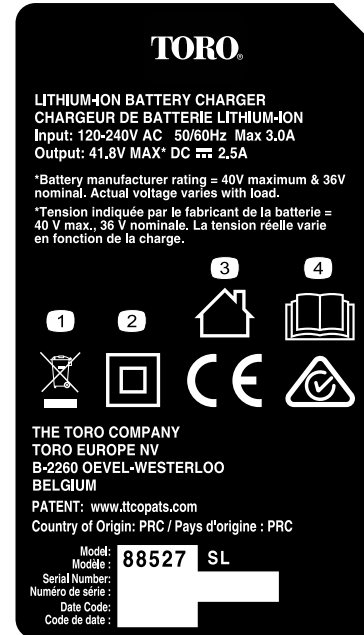 TORO®
LITHIUM-ION BATTERY CHARGER
CHARGEUR DE BATTERIE LITHIUM-ION
Input: 120-240V AC 50/60Hz Max 3.0A
Output: 41.8V MAX* DC ⎓ 2.5A
*Battery manufacturer rating = 40V maximum & 36V
nominal. Actual voltage varies with load.
*Tension indiquée par le fabricant de la batterie =
40 V max., 36 V nominale. La tension réelle varie
en fonction de la charge.
3 4
1 2
CE
THE TORO COMPANY
TORO EUROPE NV
B-2260 OEVEL-WESTERLOO
BELGIUM
PATENT: www.ttcopats.com
Country of Origin: PRC / Pays d'origine : PRC
Model:
Modèle : 88527 SL
Serial Number:
Numéro de série :
Date Code:
Code de date :